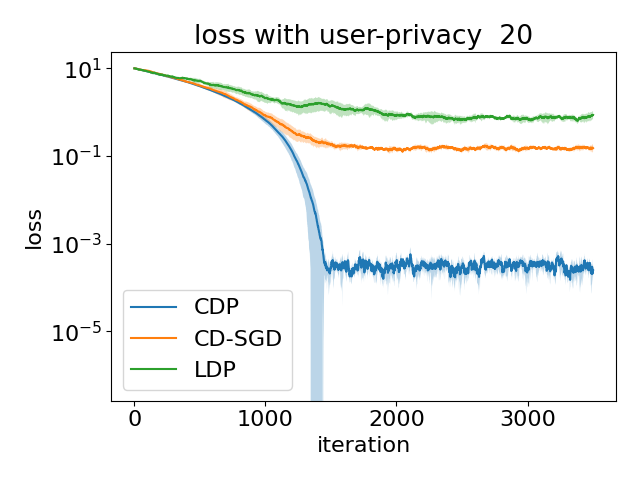 loss with user-privacy  20
10^1
10^-1
10^-3
10^-5
loss
CDP
CD-SGD
LDP
0 1000 2000 3000
iteration